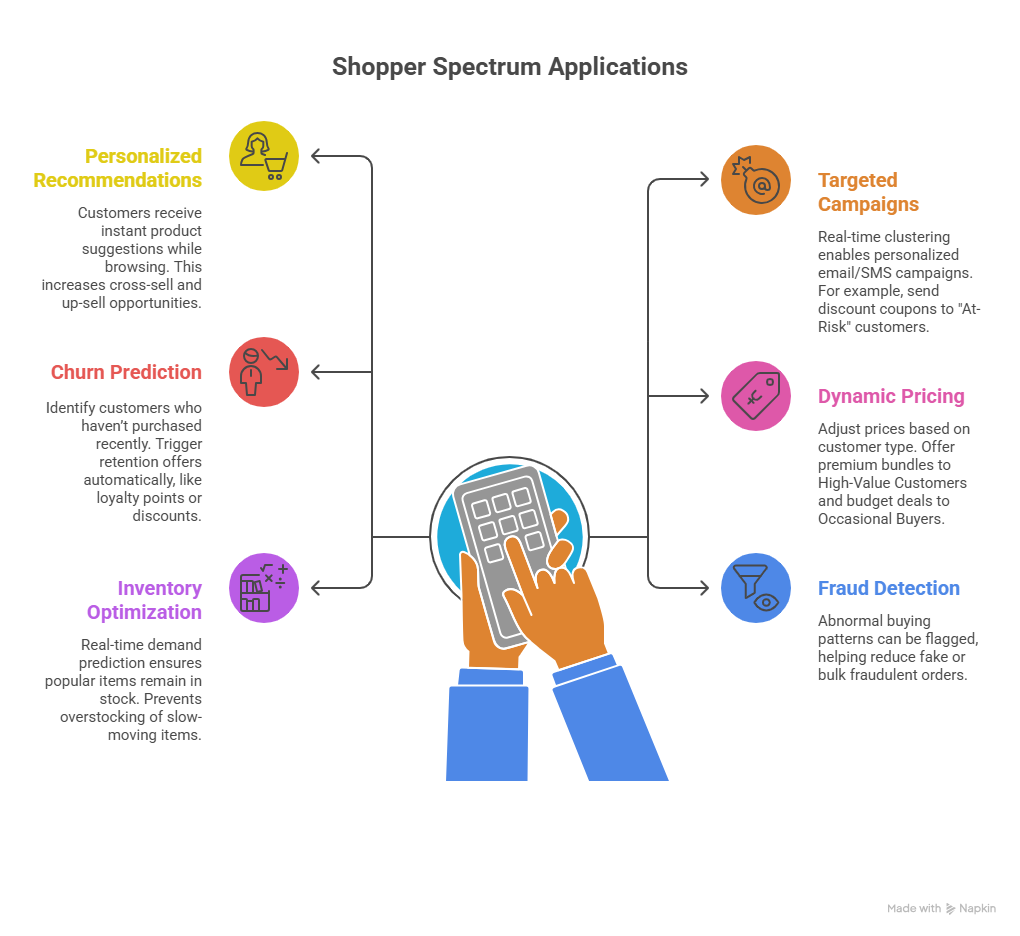 Shopper Spectrum Applications
Personalized
Recommendations
Customers receive
instant product
suggestions while
browsing. This
increases cross-sell and
up-sell opportunities.
Churn Prediction
Identify customers who
haven’t purchased
recently. Trigger
retention offers
automatically, like
loyalty points or
discounts.
Inventory
Optimization
Real-time demand
prediction ensures
popular items remain in
stock. Prevents
overstocking of slow-
moving items.
Targeted
Campaigns
Real-time clustering
enables personalized
email/SMS campaigns.
For example, send
discount coupons to "At-
Risk" customers.
Dynamic Pricing
Adjust prices based on
customer type. Offer
premium bundles to
High-Value Customers
and budget deals to
Occasional Buyers.
Fraud Detection
Abnormal buying
patterns can be flagged,
helping reduce fake or
bulk fraudulent orders.
Made with Napkin